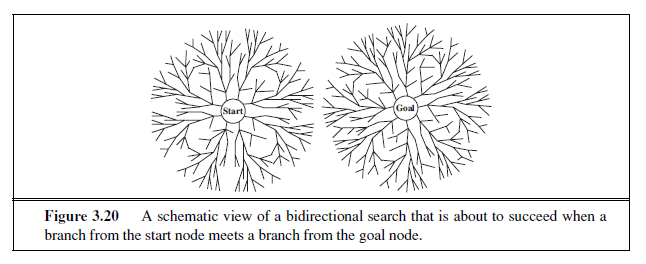 Start
Goal
Figure 3.20 A schematic view of a bidirectional search that is about to succeed when a
branch from the start node meets a branch from the goal node.